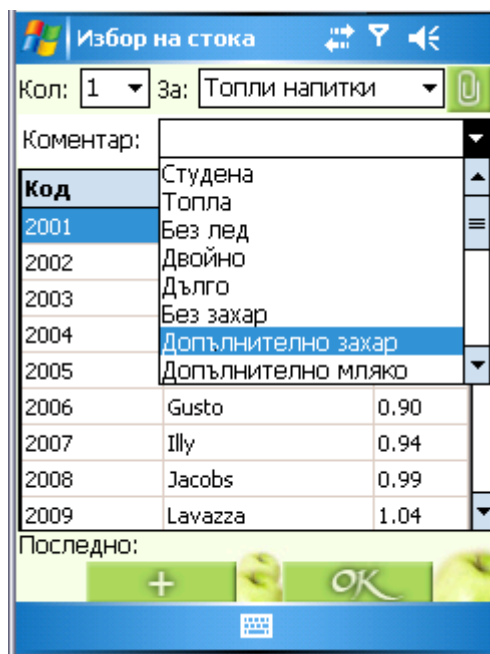 Избор на стока
Кол: 1 За: Топли напитки
Коментар:
Код
Студена
Топла
Без лед
Двойно
Дълго
Без захар
Допълнително захар
Допълнително мляко
2001
2002
2003
2004
2005
2006 Gusto 0.90
2007 Illy 0.94
2008 Jacobs 0.99
2009 Lavazza 1.04
Последно:
+ OK